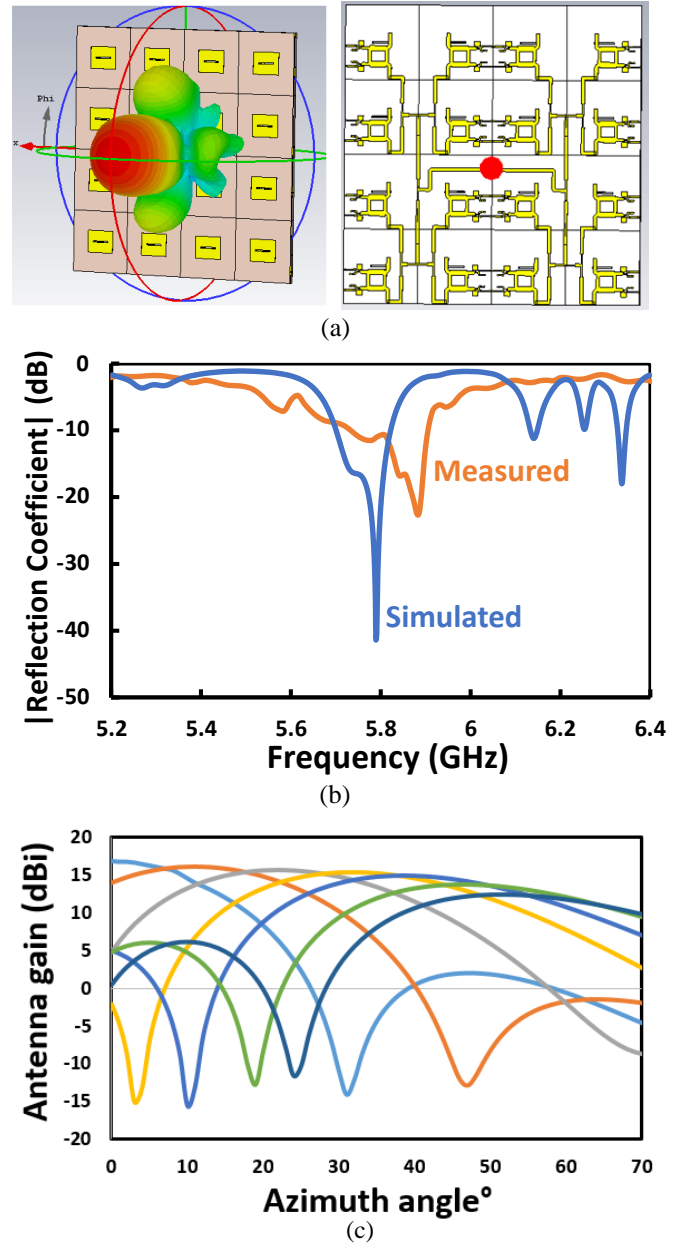 Phi
x
(a)
|Reflection Coefficient| (dB)
0
-10
-20
-30
-40
-50
Measured
Simulated
5.2 5.4 5.6 5.8 6 6.2 6.4
Frequency (GHz)
(b)
Antenna gain (dBi)
20
15
10
5
0
-5
-10
-15
-20
0 10 20 30 40 50 60 70
Azimuth angle°
(c)